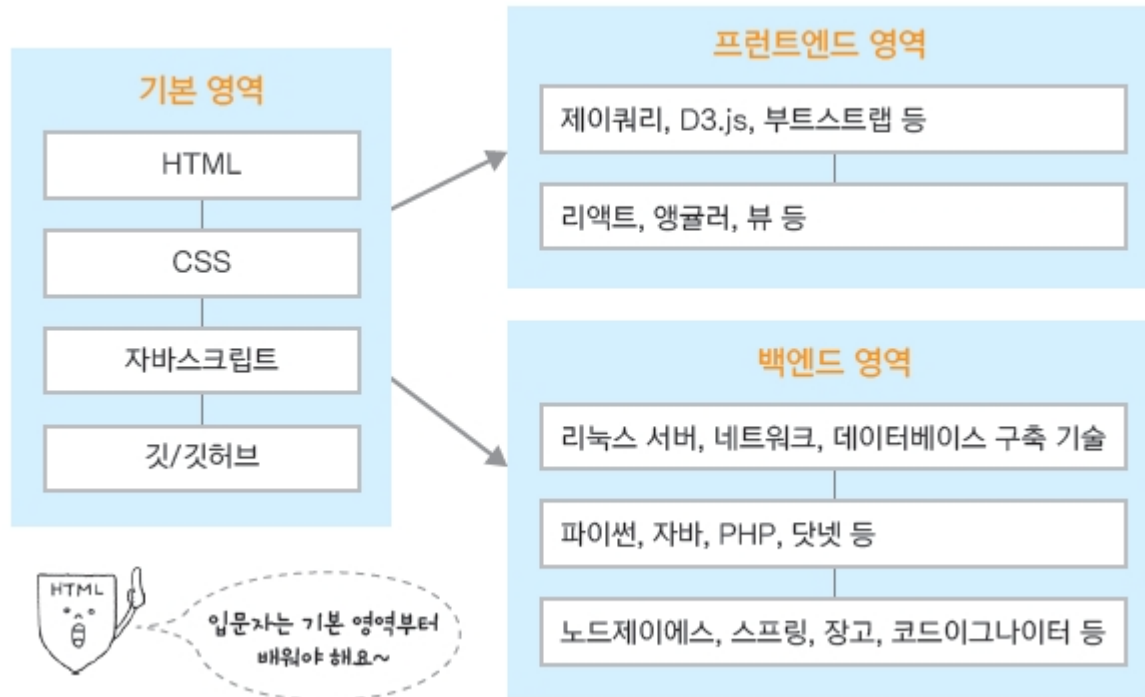 기본 영역
HTML
CSS
자바스크립트
깃/깃허브
프런트엔드 영역
제이쿼리, D3.js, 부트스트랩 등
리액트, 앵귤러, 뷰 등
백엔드 영역
리눅스 서버, 네트워크, 데이터베이스 구축 기술
파이썬, 자바, PHP, 닷넷 등
노드제이에스, 스프링, 장고, 코드이그나이터 등
HTML
입문자는 기본 영역부터
배워야 해요~